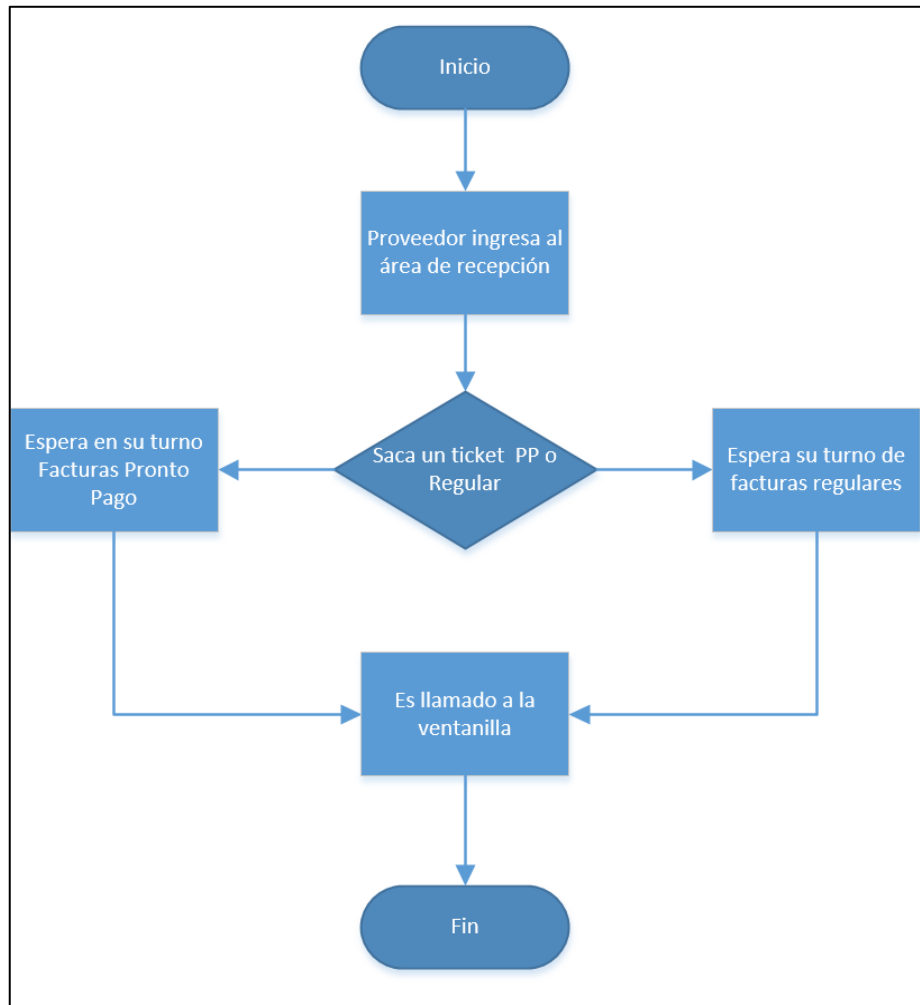 Inicio
Proveedor ingresa al
área de recepción
Espera en su turno
Facturas Pronto
Pago
Saca un ticket PP o
Regular
Espera su turno de
facturas regulares
Es llamado a la
ventanilla
Fin